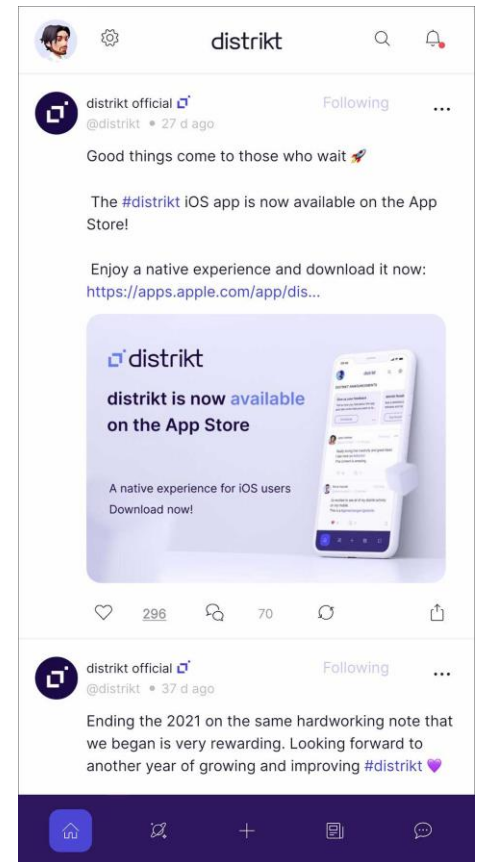 distrikt
distrikt official
Following
@distrikt • 27 d ago
Good things come to those who wait 🚀
The #distrikt iOS app is now available on the App
Store!
Enjoy a native experience and download it now:
https://apps.apple.com/app/dis...
distrikt
distrikt is now available
on the App Store
A native experience for iOS users
Download now!
296
70
distrikt official
Following
@distrikt • 37 d ago
Ending the 2021 on the same hardworking note that
we began is very rewarding. Looking forward to
another year of growing and improving #distrikt 💜